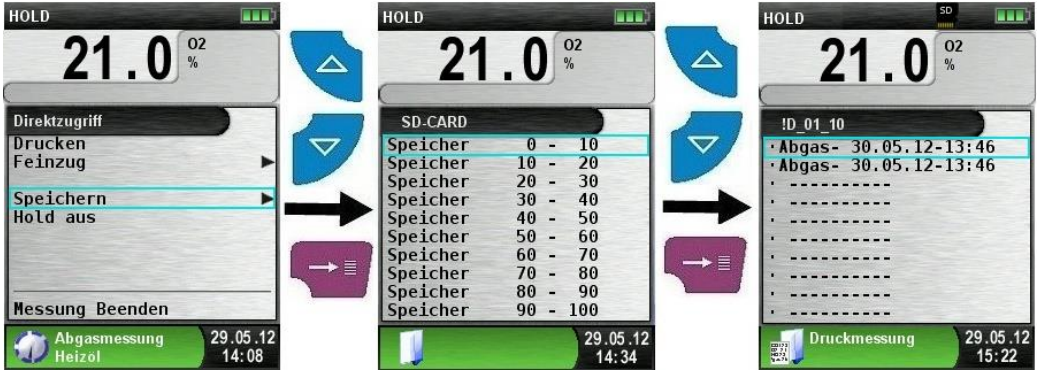 HOLD
21.0 O2
%
Direktzugriff
Drucken
Feinzug
Speichern
Hold aus
Messung Beenden
Abgasmessung
Heizöl
29.05.12
14:08
HOLD
21.0 O2
%
SD-CARD
Speicher 0 - 10
Speicher 10 - 20
Speicher 20 - 30
Speicher 30 - 40
Speicher 40 - 50
Speicher 50 - 60
Speicher 60 - 70
Speicher 70 - 80
Speicher 80 - 90
Speicher 90 - 100
29.05.12
14:34
HOLD
SD
21.0 O2
%
!D_01_10
·Abgas- 30.05.12-13:46
·Abgas- 30.05.12-13:46
· -----------
· -----------
· -----------
· -----------
· -----------
· -----------
· -----------
· -----------
Druckmessung
29.05.12
15:22